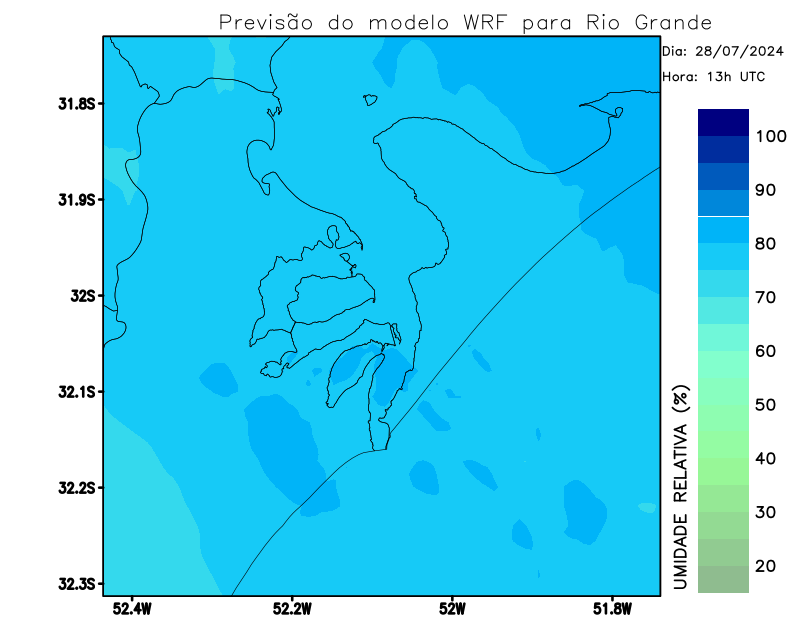 Previsão do modelo WRF para Rio Grande
Dia: 28/07/2024
Hora: 13h UTC
31.8S
31.9S
32S
32.1S
32.2S
32.3S
52.4W
52.2W
52W
51.8W
100
90
80
70
60
50
40
30
20
UMIDADE RELATIVA (%)